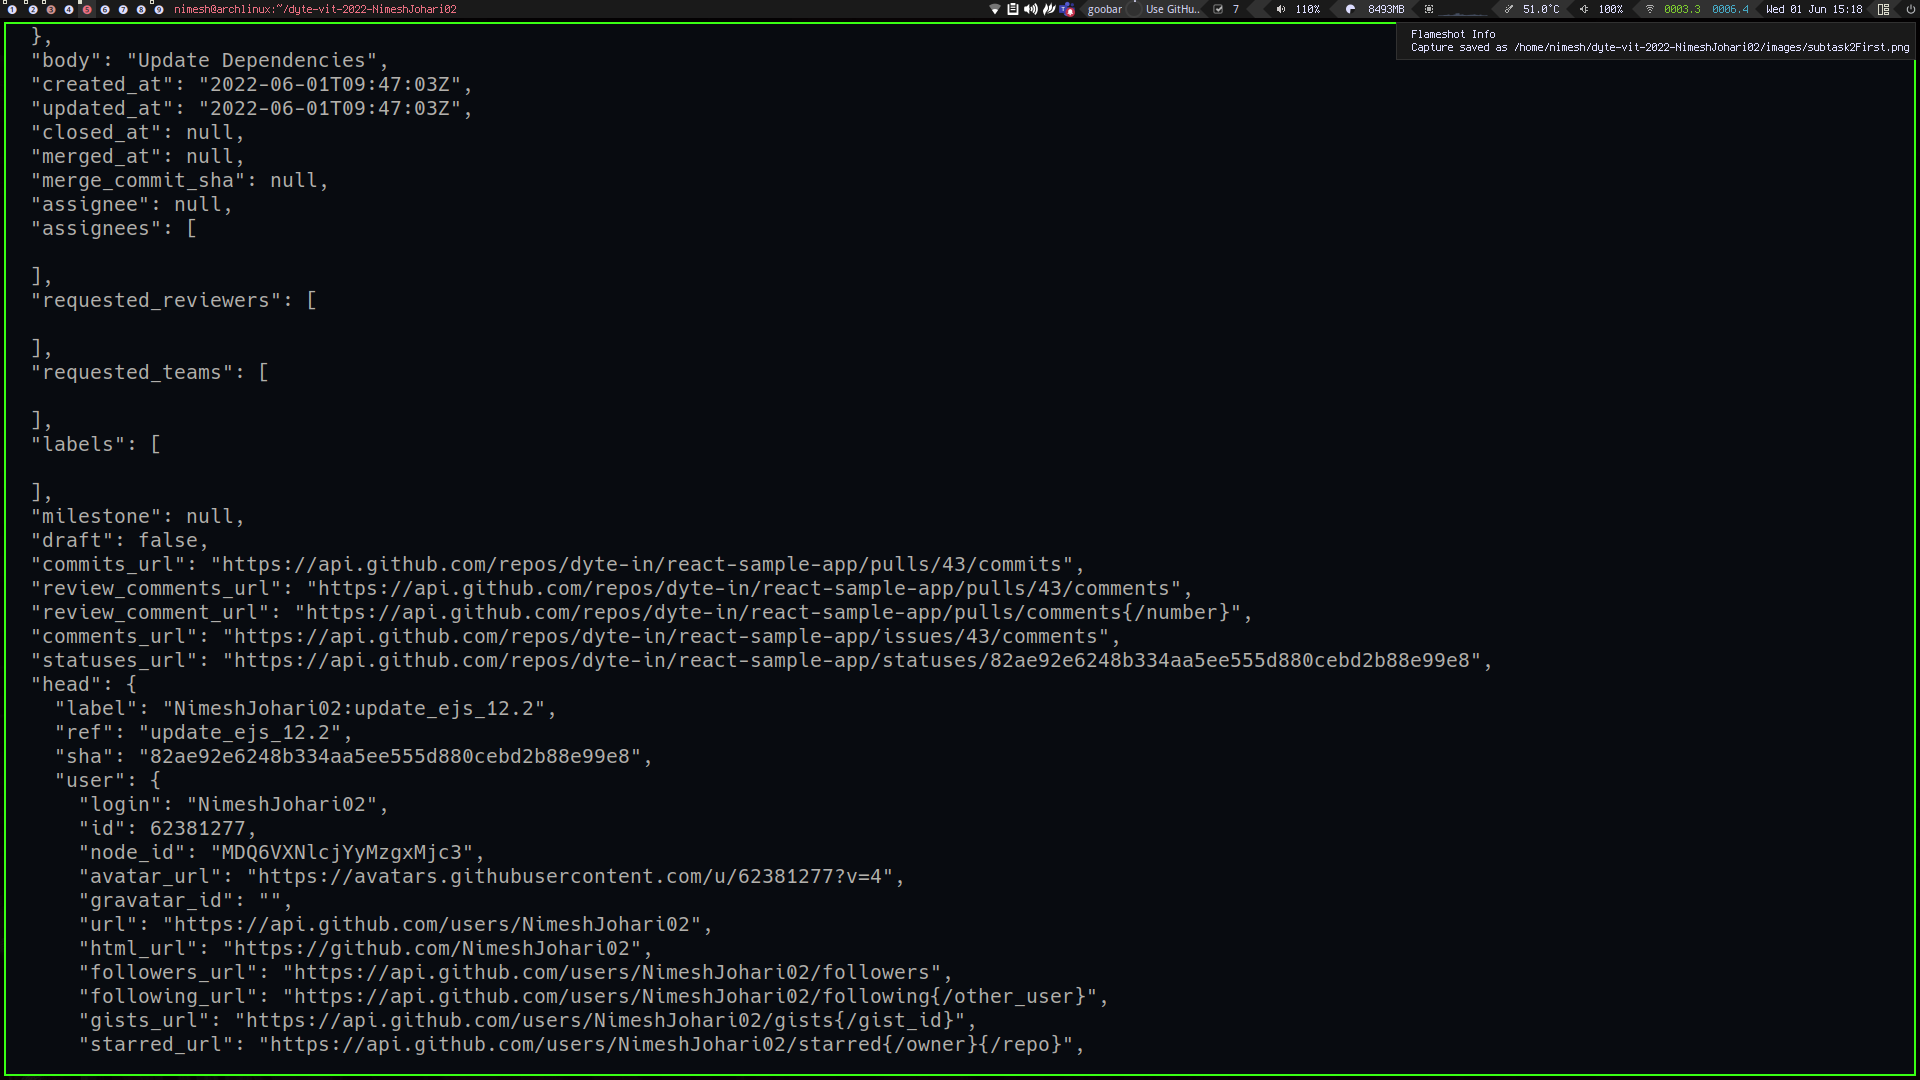 1 2 3 4 5 6 7 8 9 nimesh@archlinux:~/dyte-vit-2022-NimeshJohari02 goobar Use GitHu.. 7 110% 8493MB 51.0°C 100% 0003.3 0006.4 Wed 01 Jun 15:18
Flameshot Info
Capture saved as /home/nimesh/dyte-vit-2022-NimeshJohari02/images/subtask2First.png
},
"body": "Update Dependencies",
"created_at": "2022-06-01T09:47:03Z",
"updated_at": "2022-06-01T09:47:03Z",
"closed_at": null,
"merged_at": null,
"merge_commit_sha": null,
"assignee": null,
"assignees": [
],
"requested_reviewers": [
],
"requested_teams": [
],
"labels": [
],
"milestone": null,
"draft": false,
"commits_url": "https://api.github.com/repos/dyte-in/react-sample-app/pulls/43/commits",
"review_comments_url": "https://api.github.com/repos/dyte-in/react-sample-app/pulls/43/comments",
"review_comment_url": "https://api.github.com/repos/dyte-in/react-sample-app/pulls/comments{/number}",
"comments_url": "https://api.github.com/repos/dyte-in/react-sample-app/issues/43/comments",
"statuses_url": "https://api.github.com/repos/dyte-in/react-sample-app/statuses/82ae92e6248b334aa5ee555d880cebd2b88e99e8",
"head": {
"label": "NimeshJohari02:update_ejs_12.2",
"ref": "update_ejs_12.2",
"sha": "82ae92e6248b334aa5ee555d880cebd2b88e99e8",
"user": {
"login": "NimeshJohari02",
"id": 62381277,
"node_id": "MDQ6VXNlcjYyMzgxMjc3",
"avatar_url": "https://avatars.githubusercontent.com/u/62381277?v=4",
"gravatar_id": "",
"url": "https://api.github.com/users/NimeshJohari02",
"html_url": "https://github.com/NimeshJohari02",
"followers_url": "https://api.github.com/users/NimeshJohari02/followers",
"following_url": "https://api.github.com/users/NimeshJohari02/following{/other_user}",
"gists_url": "https://api.github.com/users/NimeshJohari02/gists{/gist_id}",
"starred_url": "https://api.github.com/users/NimeshJohari02/starred{/owner}{/repo}",